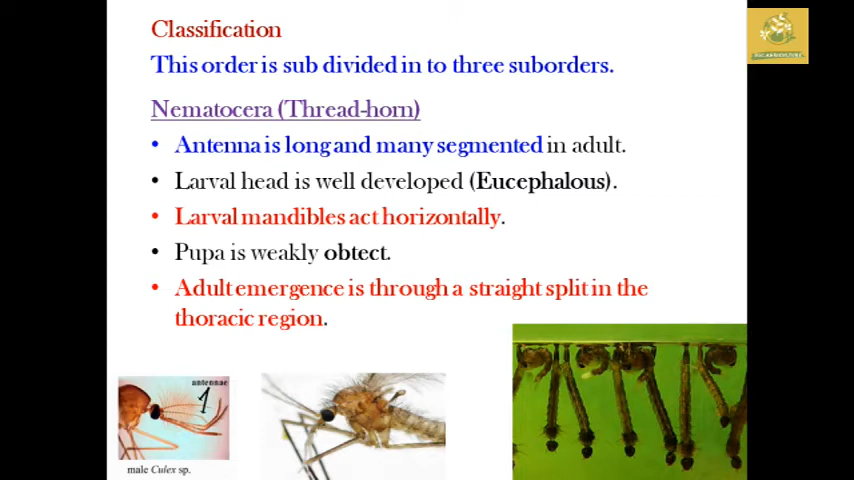 Classification
This order is sub divided in to three suborders.
Nematocera (Thread-horn)
• Antenna is long and many segmented in adult.
• Larval head is well developed (Eucephalous).
• Larval mandibles act horizontally.
• Pupa is weakly obtect.
• Adult emergence is through a straight split in the
thoracic region.
antennae
male Culex sp.